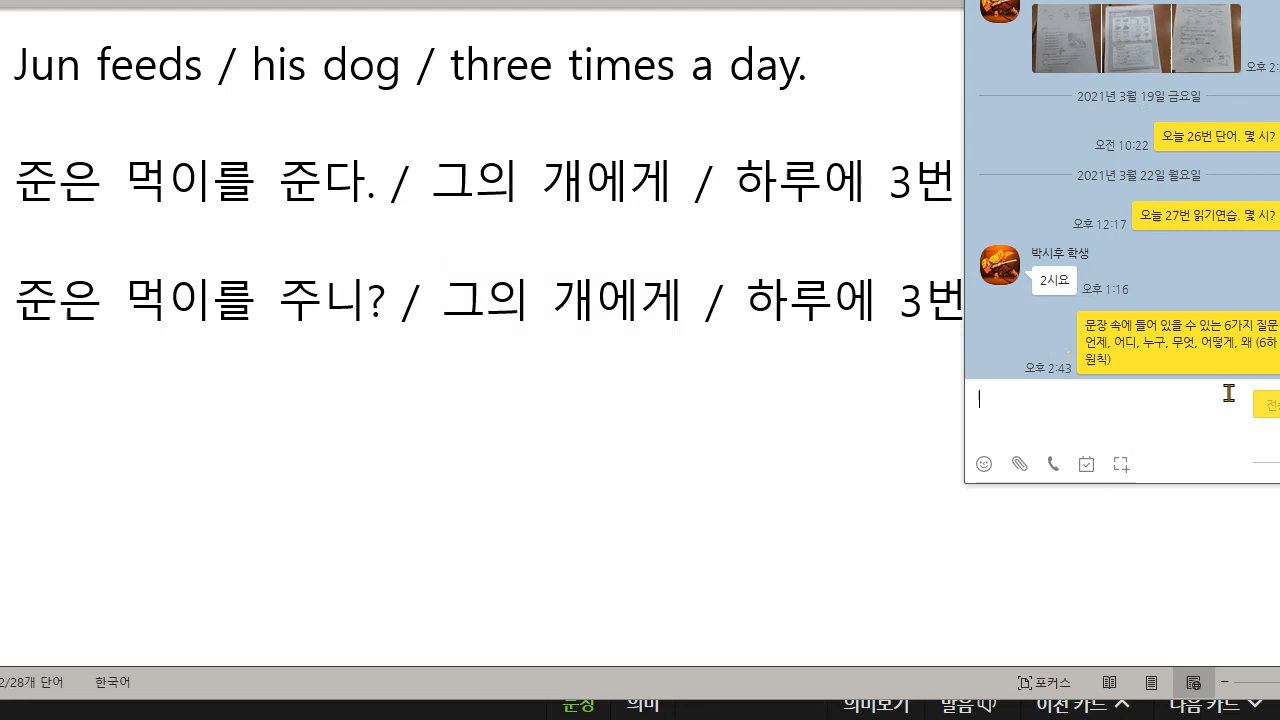 Jun feeds / his dog / three times a day.
준은 먹이를 준다. / 그의 개에게 / 하루에 3번
준은 먹이를 주니? / 그의 개에게 / 하루에 3번
오후 2:
2021년 3월 19일 금요일
오전 10:22
오늘 26번 단어. 몇 시?
2021년 3월 22일 월요일
오후 12:17
오늘 27번 읽기연습. 몇 시?
박시후 학생
2시요
오후 1:16
문장 속에 들어 있을 수 있는 6가지 질문
언제, 어디, 누구, 무엇, 어떻게, 왜 (6하
원칙)
오후 2:43
2/28개 단어
한국어
포커스
문장
의미
의미보기
발음
이전 카드
다음 카드